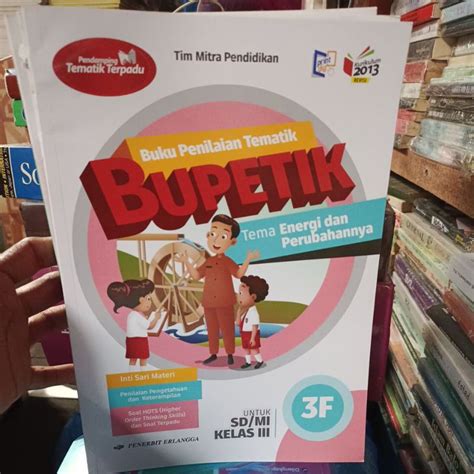 Pendamping
Tematik Terpadu
Tim Mitra Pendidikan
print
Kurikulum
2013
REVISI
Buku Penilaian Tematik
BUPETIK
Tema Energi dan
Perubahannya
Inti Sari Materi
Penilaian Pengetahuan
dan Keterampilan
Soal HOTS (Higher
Order Thinking Skills)
dan Soal Terpadu
UNTUK
SD/MI
KELAS III
3F
PENERBIT ERLANGGA